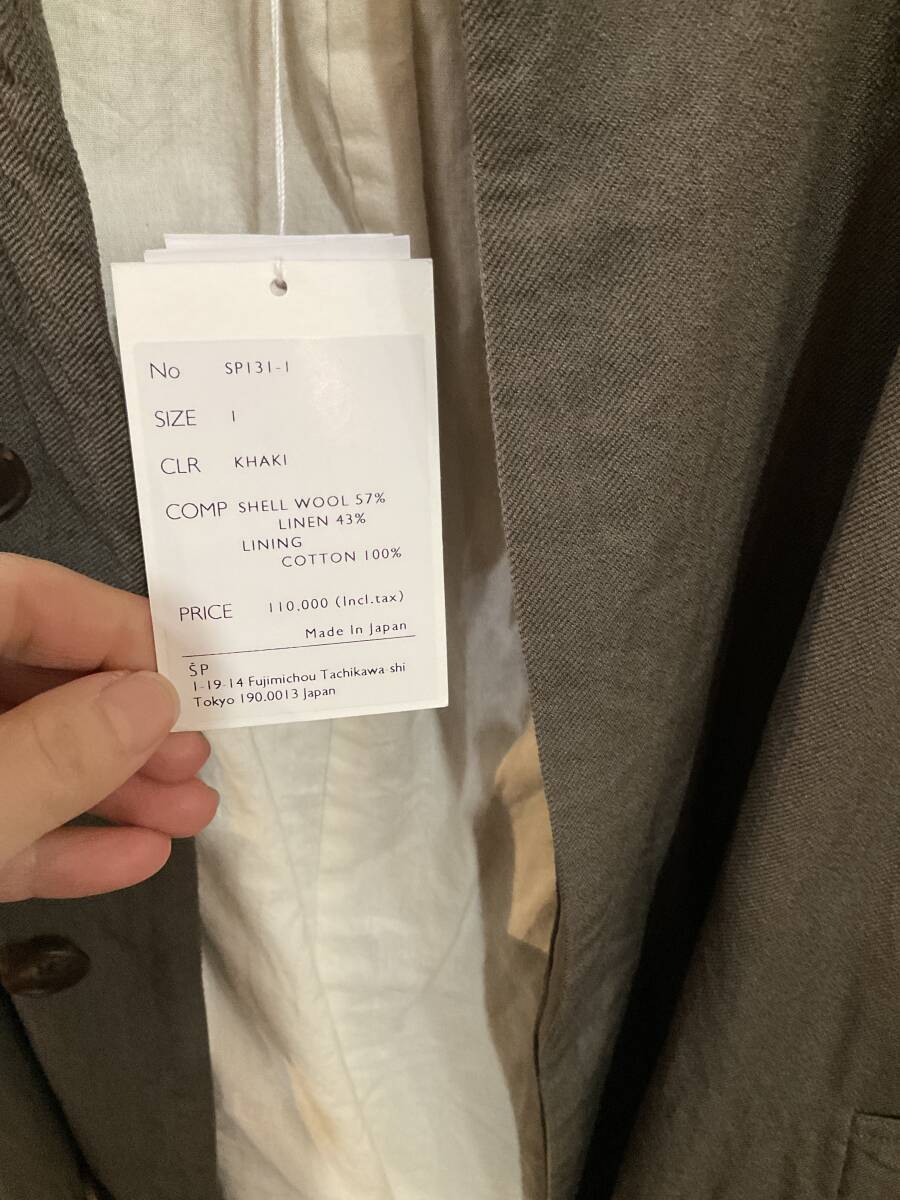 No SP131-1
SIZE 1
CLR KHAKI
COMP SHELL WOOL 57%
LINEN 43%
LINING
COTTON 100%
PRICE 110,000 (Incl.tax)
Made In Japan
ŠP
1-19-14 Fujimichou Tachikawa-shi
Tokyo 190.0013 Japan